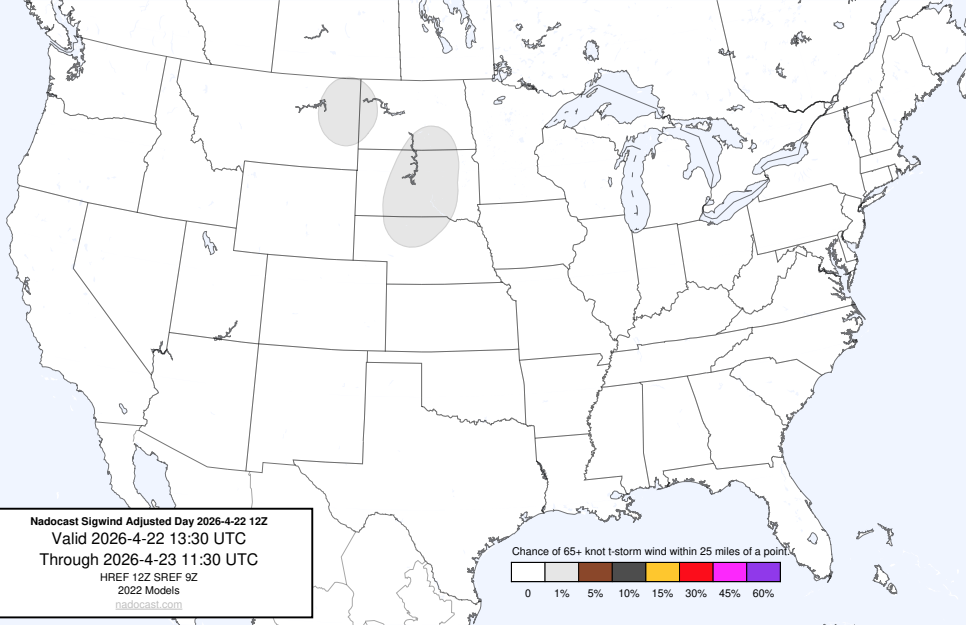 Nadocast Sigwind Adjusted Day 2026-4-22 12Z
Valid 2026-4-22 13:30 UTC
Through 2026-4-23 11:30 UTC
HREF 12Z SREF 9Z
2022 Models
nadocast.com
Chance of 65+ knot t-storm wind within 25 miles of a point.
0 1% 5% 10% 15% 30% 45% 60%